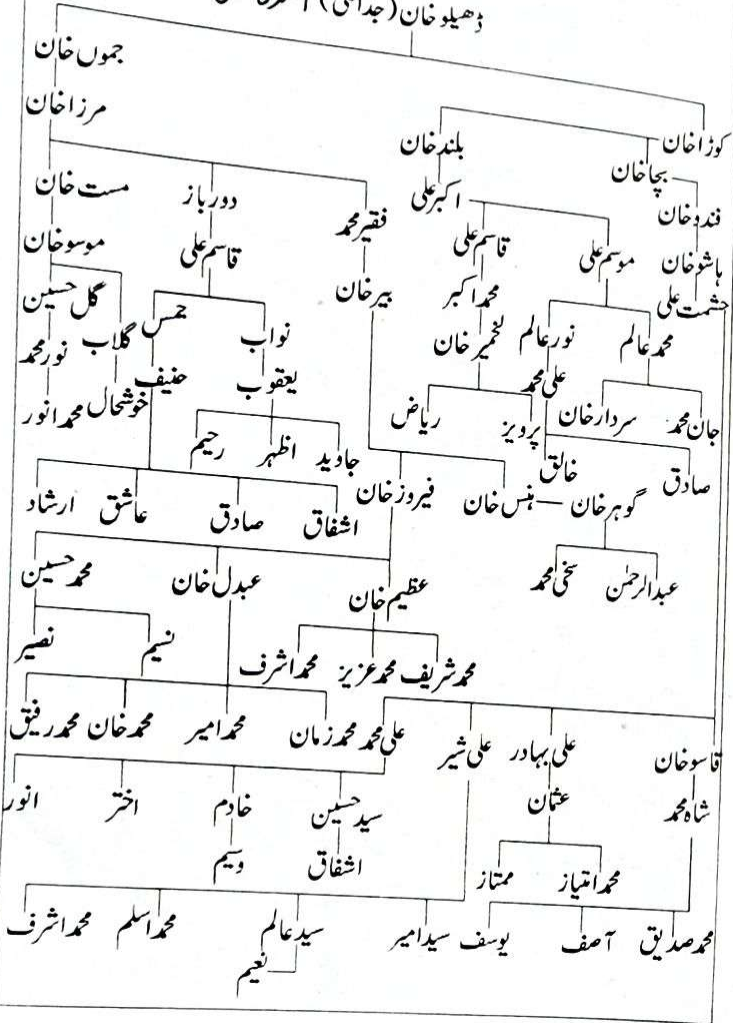 ڈھیلو خان (جدا علی)
جموں خان
کوڑا خان
مرزا خان
بلند خان
بچا خان
مست خان
دور باز
فقیر محمد
اکبر علی
فندو خان
موسو خان
قاسم علی
قاسم علی
موسم علی
ہاشو خان
گل حسین
گلاب
جمس
نواب
بیر خان
محمد اکبر
حشمت علی
نور محمد
حنیف
یعقوب
لخمیر خان
نور عالم
محمد عالم
محمد انور
خوشحال
علی محمد
رحیم
اظہر
جاوید
ریاض
پرویز
سردار خان
جان محمد
خالق
صادق
ارشاد
عاشق
صادق
اشفاق
فیروز خان
ہنس خان
گوہر خان
محمد حسین
عبدل خان
عظیم خان
سخی محمد
عبدالرحمٰن
نصیر
نسیم
محمد اشرف
محمد عزیز
محمد شریف
محمد رفیق
محمد خان
محمد امیر
محمد زمان
علی محمد
علی شیر
علی بہادر
قاسو خان
انور
اختر
خادم
سید حسین
عثمان
شاہ محمد
وسیم
اشفاق
ممتاز
محمد امتیاز
محمد اشرف
محمد اسلم
سید عالم
سید امیر
یوسف
آصف
محمد صدیق
نعیم